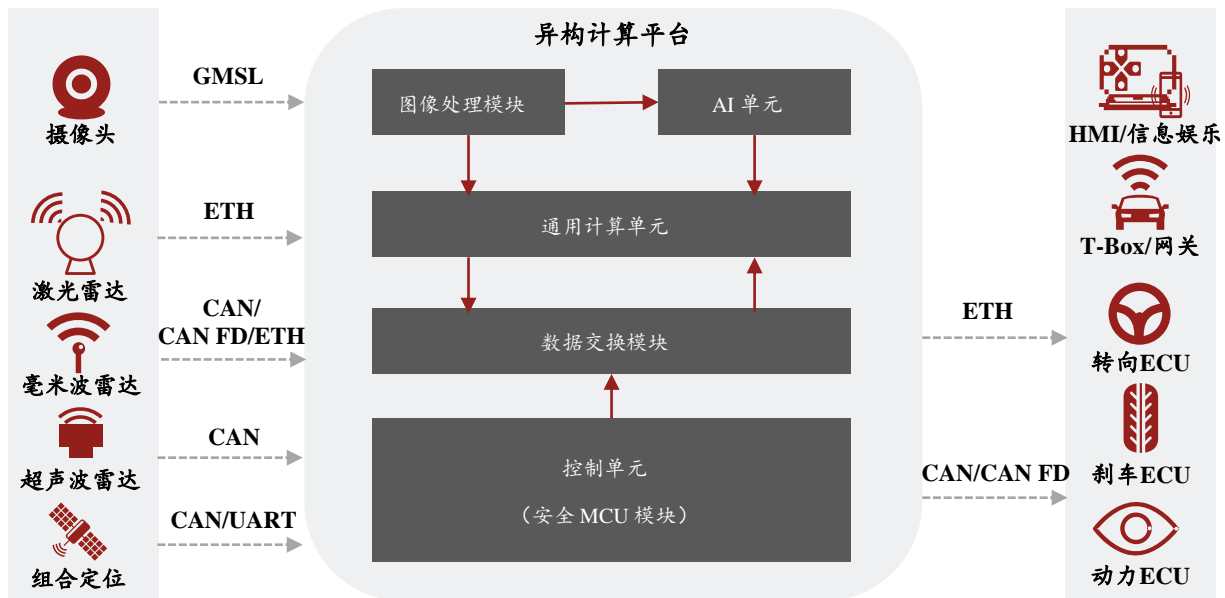 异构计算平台
GMSL
摄像头
ETH
激光雷达
CAN/
CAN FD/ETH
毫米波雷达
CAN
超声波雷达
CAN/UART
组合定位
图像处理模块
AI 单元
通用计算单元
数据交换模块
控制单元
（安全 MCU 模块）
ETH
CAN/CAN FD
HMI/信息娱乐
T-Box/网关
转向ECU
刹车ECU
动力ECU